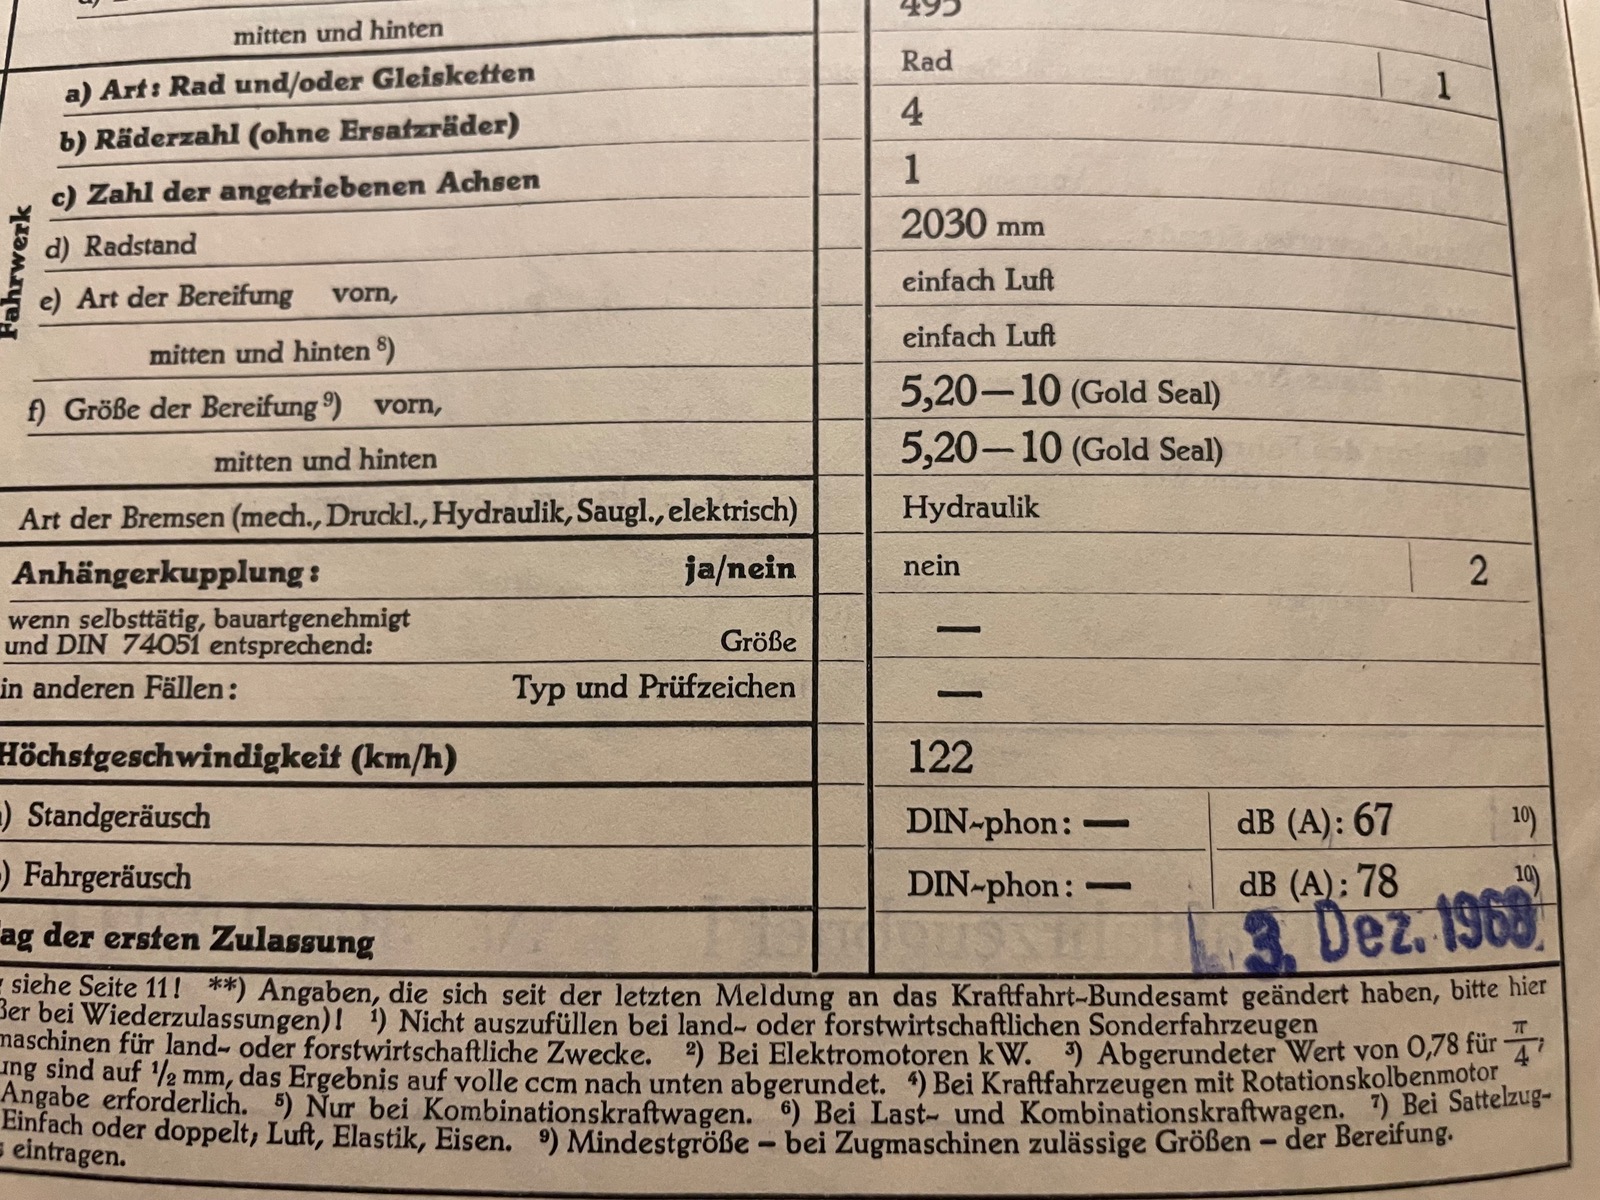 mitten und hinten
495
Fahrwerk
a) Art: Rad und/oder Gleisketten Rad 1
b) Räderzahl (ohne Ersatzräder) 4
c) Zahl der angetriebenen Achsen 1
d) Radstand 2030 mm
e) Art der Bereifung vorn, einfach Luft
mitten und hinten ⁸) einfach Luft
f) Größe der Bereifung ⁹) vorn, 5,20—10 (Gold Seal)
mitten und hinten 5,20—10 (Gold Seal)
Art der Bremsen (mech., Druckl., Hydraulik, Saugl., elektrisch) Hydraulik
Anhängerkupplung: ja/nein nein 2
wenn selbsttätig, bauartgenehmigt
und DIN 74051 entsprechend: Größe —
in anderen Fällen: Typ und Prüfzeichen —
Höchstgeschwindigkeit (km/h) 122
) Standgeräusch DIN-phon: — dB (A): 67 ¹⁰)
) Fahrgeräusch DIN-phon: — dB (A): 78 ¹⁰)
ag der ersten Zulassung 3. Dez. 1968
siehe Seite 11! **) Angaben, die sich seit der letzten Meldung an das Kraftfahrt-Bundesamt geändert haben, bitte hier
ßer bei Wiederzulassungen)! ¹) Nicht auszufüllen bei land- oder forstwirtschaftlichen Sonderfahrzeugen
maschinen für land- oder forstwirtschaftliche Zwecke. ²) Bei Elektromotoren kW. ³) Abgerundeter Wert von 0,78 für π/4;
ung sind auf ½ mm, das Ergebnis auf volle ccm nach unten abgerundet. ⁴) Bei Kraftfahrzeugen mit Rotationskolbenmotor
Angabe erforderlich. ⁵) Nur bei Kombinationskraftwagen. ⁶) Bei Last- und Kombinationskraftwagen. ⁷) Bei Sattelzug-
Einfach oder doppelt, Luft, Elastik, Eisen. ⁹) Mindestgröße – bei Zugmaschinen zulässige Größen – der Bereifung.
eintragen.